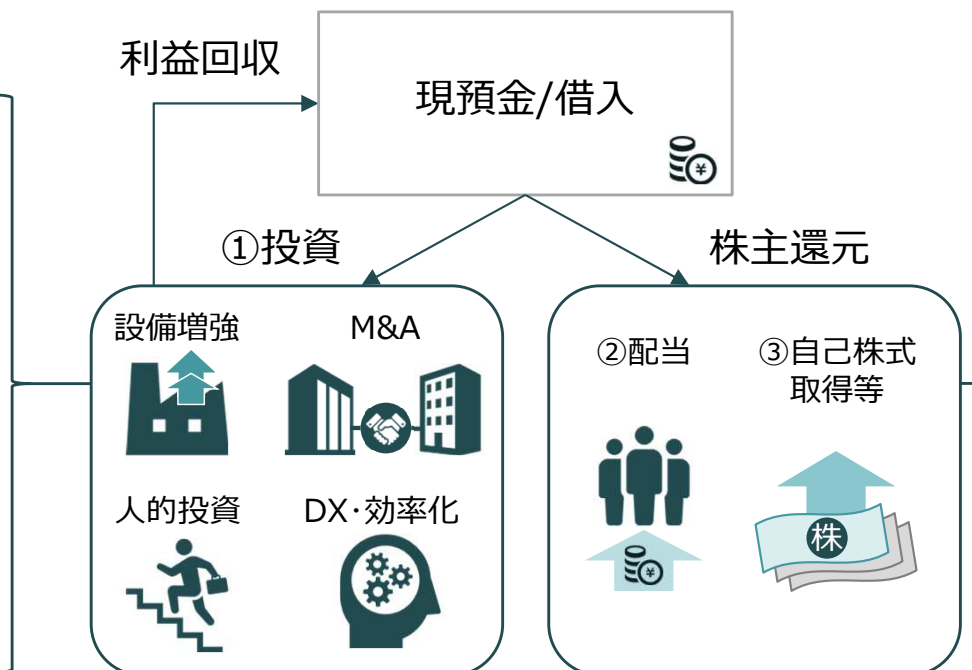 利益回収
現預金/借入
¥
①投資
株主還元
設備増強
M&A
②配当
③自己株式
取得等
人的投資
DX・効率化
¥
株